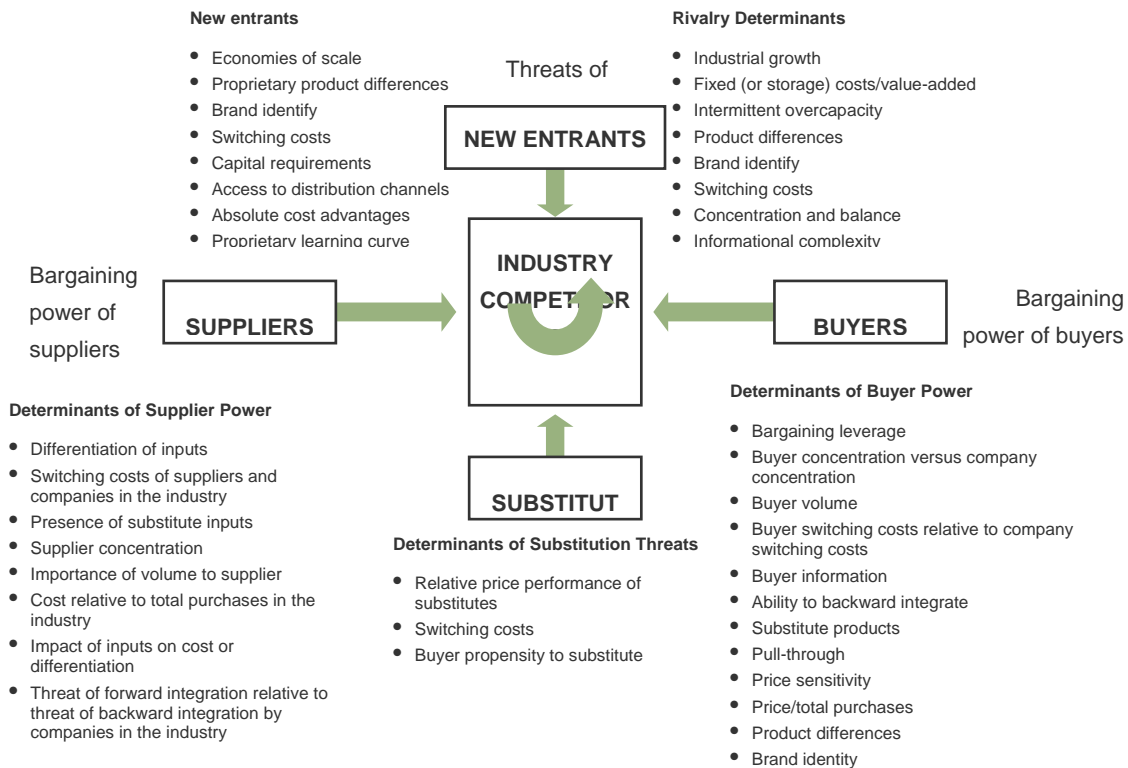 New entrants
• Economies of scale
• Proprietary product differences
• Brand identify
• Switching costs
• Capital requirements
• Access to distribution channels
• Absolute cost advantages
• Proprietary learning curve
Threats of
NEW ENTRANTS
Rivalry Determinants
• Industrial growth
• Fixed (or storage) costs/value-added
• Intermittent overcapacity
• Product differences
• Brand identify
• Switching costs
• Concentration and balance
• Informational complexity
Bargaining
power of
suppliers
SUPPLIERS
INDUSTRY
COMPETITOR
BUYERS
Bargaining
power of buyers
Determinants of Supplier Power
• Differentiation of inputs
• Switching costs of suppliers and
companies in the industry
• Presence of substitute inputs
• Supplier concentration
• Importance of volume to supplier
• Cost relative to total purchases in the
industry
• Impact of inputs on cost or
differentiation
• Threat of forward integration relative to
threat of backward integration by
companies in the industry
SUBSTITUT
Determinants of Substitution Threats
• Relative price performance of
substitutes
• Switching costs
• Buyer propensity to substitute
Determinants of Buyer Power
• Bargaining leverage
• Buyer concentration versus company
concentration
• Buyer volume
• Buyer switching costs relative to company
switching costs
• Buyer information
• Ability to backward integrate
• Substitute products
• Pull-through
• Price sensitivity
• Price/total purchases
• Product differences
• Brand identity